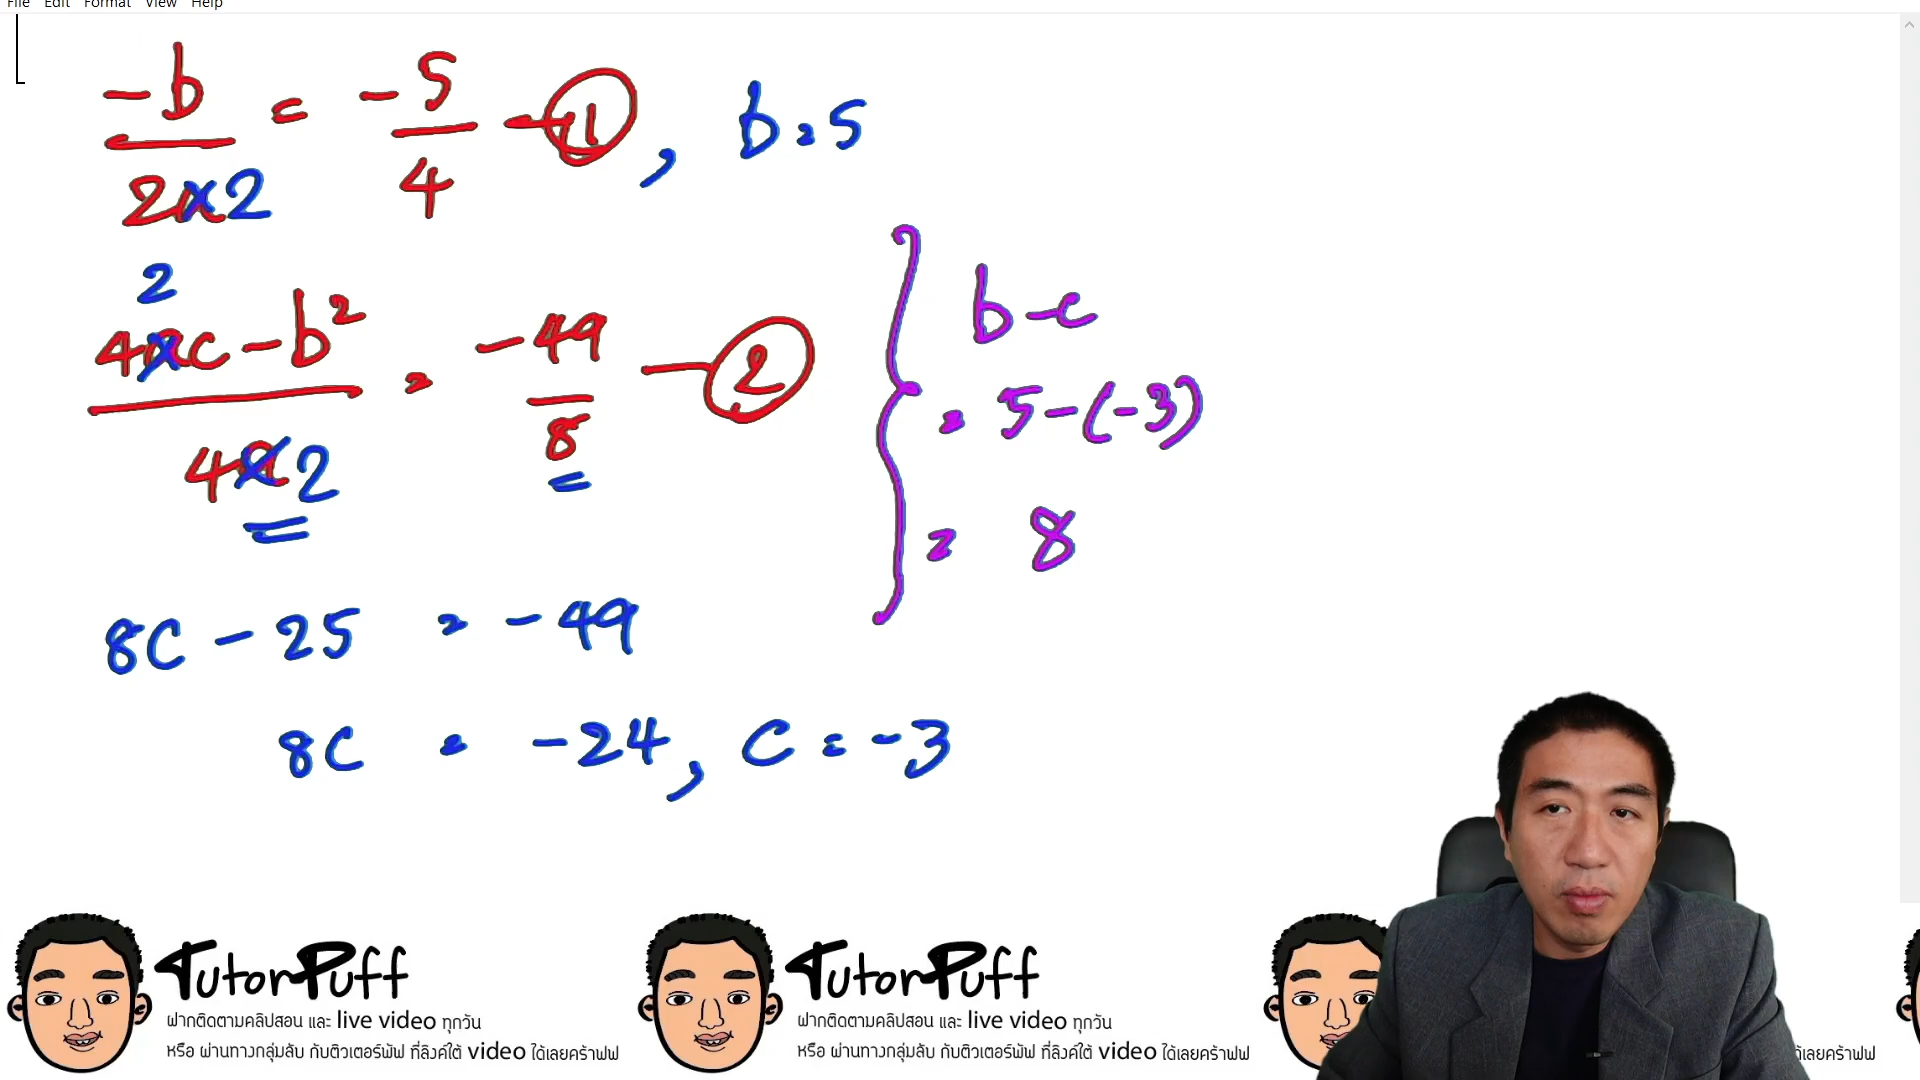 File Edit Format View Help
-b/2×2 = -5/4 - ①, b = 5
2
4ac - b² / 4×2 = -49/8 - ②
b - c
= 5 - (-3)
= 8
8C - 25 = -49
8C = -24, C = -3
TutorPuff TutorPuff
ฝากติดตามคลิปสอน และ live video ทุกวัน ฝากติดตามคลิปสอน และ live video ทุกวัน
หรือ ผ่านทางกลุ่มลับ กับติวเตอร์พัฟ ที่ลิงค์ใต้ video ได้เลยคร้าฟฟ หรือ ผ่านทางกลุ่มลับ กับติวเตอร์พัฟ ที่ลิงค์ใต้ video ได้เลยคร้าฟฟ ได้เลยคร้าฟฟ